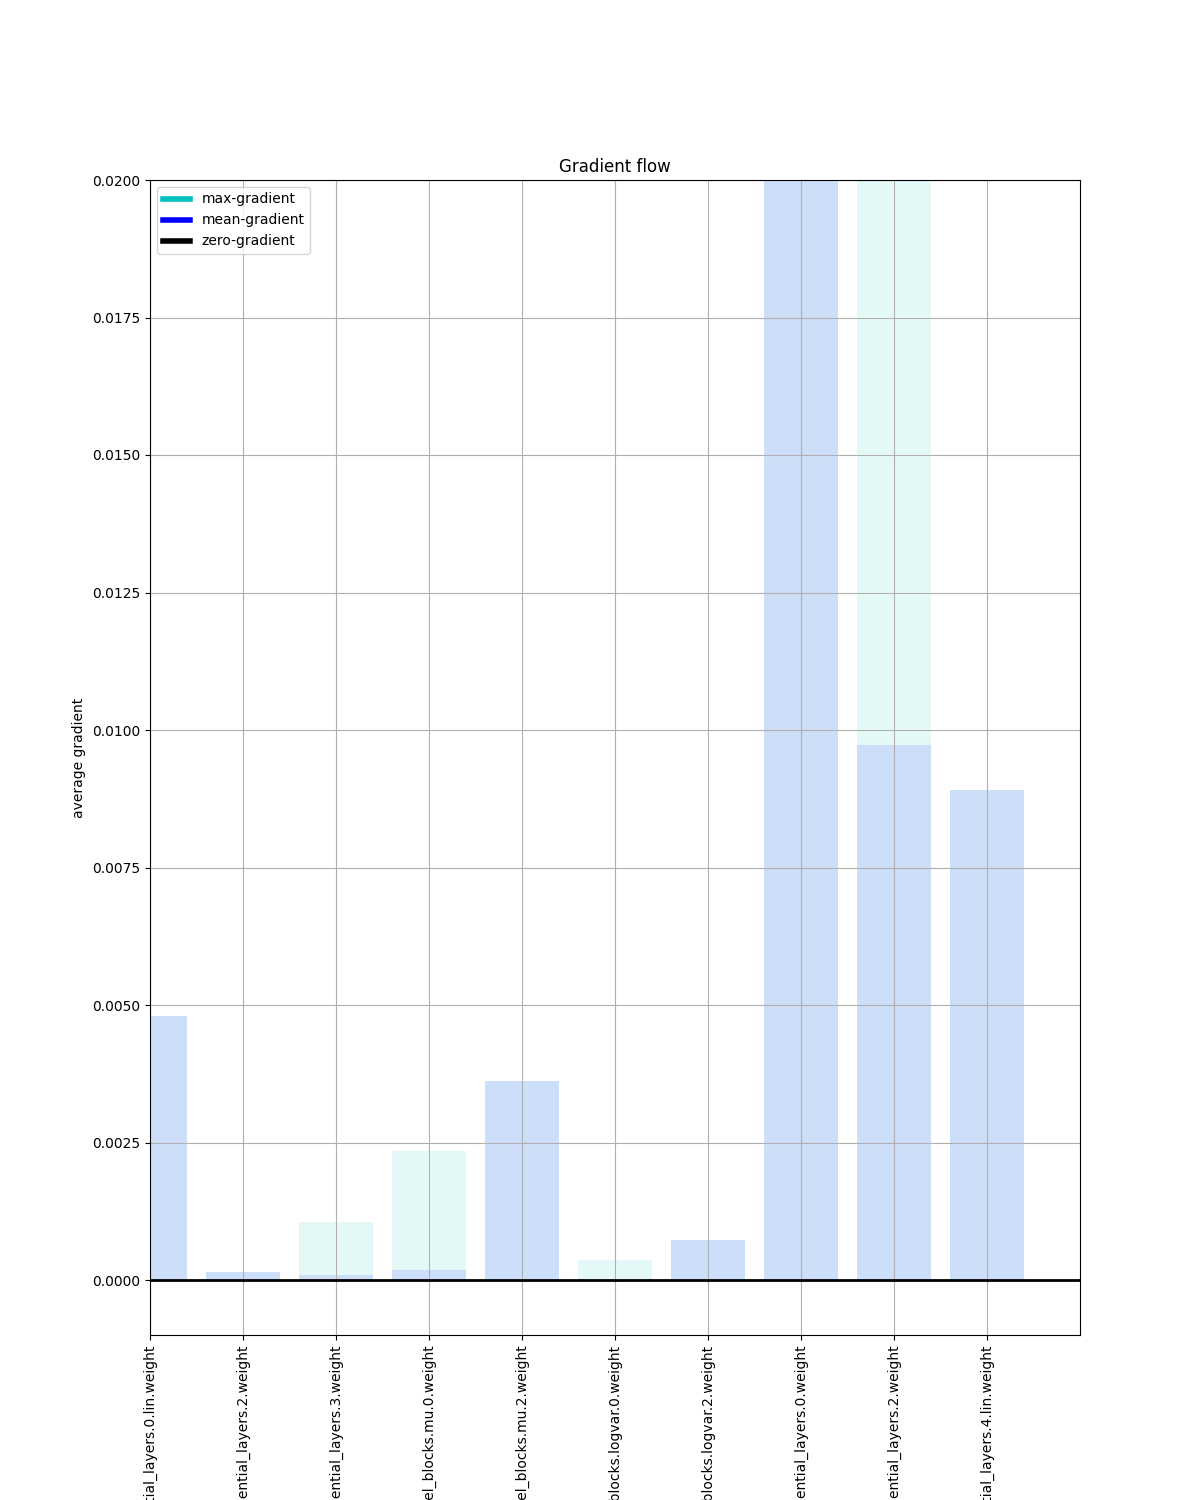 Gradient flow
max-gradient
mean-gradient
zero-gradient
average gradient
0.0200
0.0175
0.0150
0.0125
0.0100
0.0075
0.0050
0.0025
0.0000
tial_layers.0.lin.weight
ential_layers.2.weight
ential_layers.3.weight
el_blocks.mu.0.weight
el_blocks.mu.2.weight
blocks.logvar.0.weight
blocks.logvar.2.weight
ential_layers.0.weight
ential_layers.2.weight
tial_layers.4.lin.weight